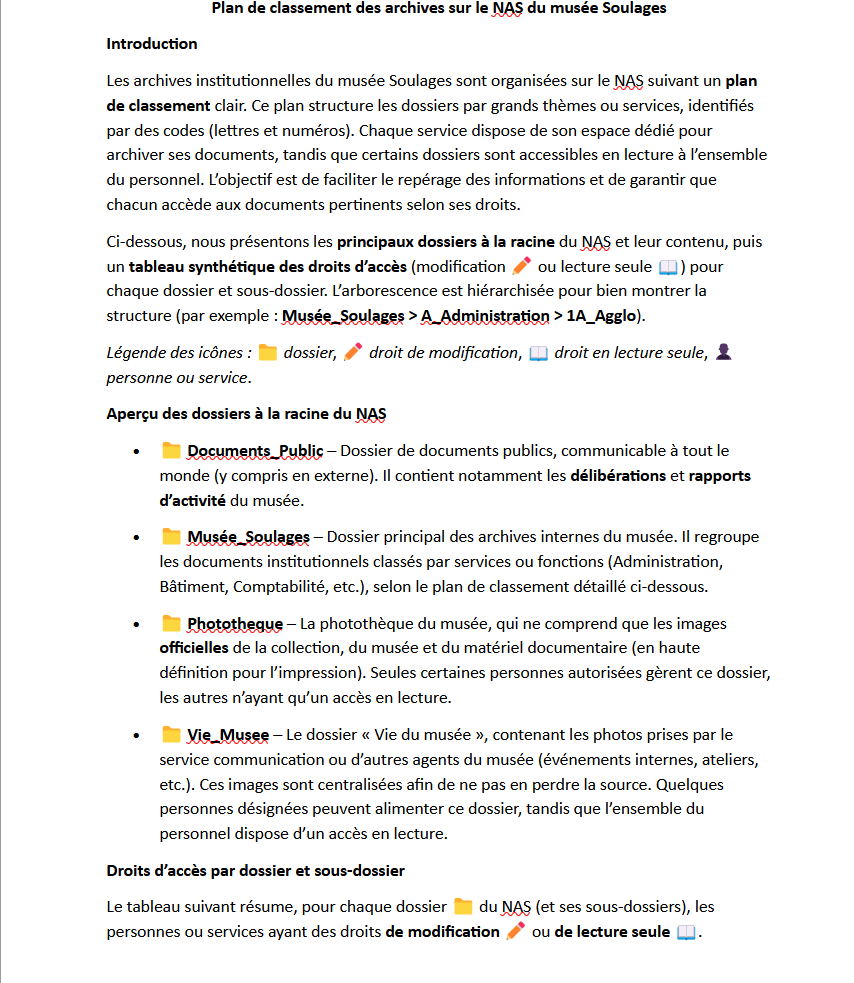 Plan de classement des archives sur le NAS du musée Soulages
Introduction
Les archives institutionnelles du musée Soulages sont organisées sur le NAS suivant un plan
de classement clair. Ce plan structure les dossiers par grands thèmes ou services, identifiés
par des codes (lettres et numéros). Chaque service dispose de son espace dédié pour
archiver ses documents, tandis que certains dossiers sont accessibles en lecture à l’ensemble
du personnel. L’objectif est de faciliter le repérage des informations et de garantir que
chacun accède aux documents pertinents selon ses droits.
Ci-dessous, nous présentons les principaux dossiers à la racine du NAS et leur contenu, puis
un tableau synthétique des droits d’accès (modification ✏️ ou lecture seule 📖) pour
chaque dossier et sous-dossier. L’arborescence est hiérarchisée pour bien montrer la
structure (par exemple : Musée_Soulages > A_Administration > 1A_Agglo).
Légende des icônes : 📁 dossier, ✏️ droit de modification, 📖 droit en lecture seule, 👤
personne ou service.
Aperçu des dossiers à la racine du NAS
• 📁 Documents_Public – Dossier de documents publics, communicable à tout le
monde (y compris en externe). Il contient notamment les délibérations et rapports
d’activité du musée.
• 📁 Musée_Soulages – Dossier principal des archives internes du musée. Il regroupe
les documents institutionnels classés par services ou fonctions (Administration,
Bâtiment, Comptabilité, etc.), selon le plan de classement détaillé ci-dessous.
• 📁 Phototheque – La photothèque du musée, qui ne comprend que les images
officielles de la collection, du musée et du matériel documentaire (en haute
définition pour l’impression). Seules certaines personnes autorisées gèrent ce dossier,
les autres n’ayant qu’un accès en lecture.
• 📁 Vie_Musee – Le dossier « Vie du musée », contenant les photos prises par le
service communication ou d’autres agents du musée (événements internes, ateliers,
etc.). Ces images sont centralisées afin de ne pas en perdre la source. Quelques
personnes désignées peuvent alimenter ce dossier, tandis que l’ensemble du
personnel dispose d’un accès en lecture.
Droits d’accès par dossier et sous-dossier
Le tableau suivant résume, pour chaque dossier 📁 du NAS (et ses sous-dossiers), les
personnes ou services ayant des droits de modification ✏️ ou de lecture seule 📖.